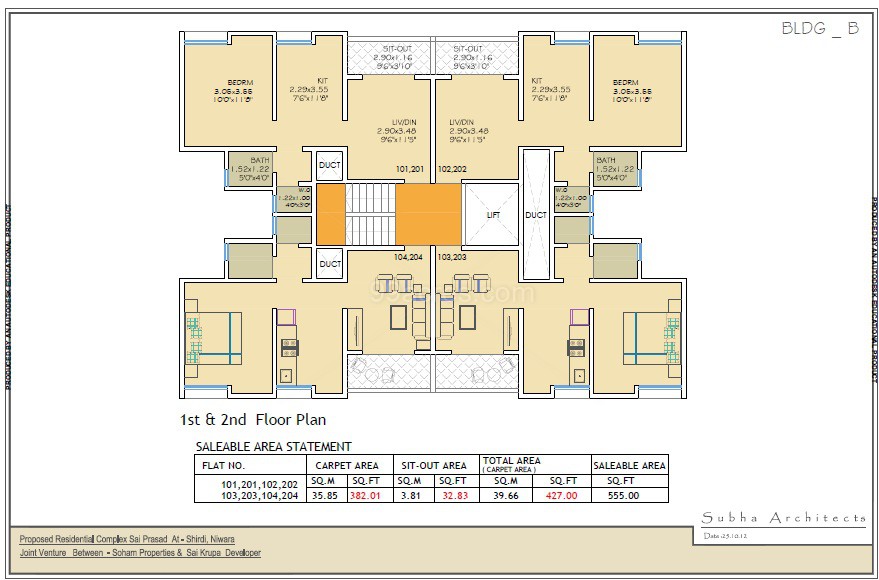 BLDG _ B
SIT-OUT
2.90x1.16
9'6"x3'10"
SIT-OUT
2.90x1.16
9'6"x3'10"
BEDRM
3.05x3.55
10'0"x11'8"
KIT
2.29x3.55
7'6"x11'8"
KIT
2.29x3.55
7'6"x11'8"
BEDRM
3.05x3.55
10'0"x11'8"
LIV/DIN
2.90x3.48
9'6"x11'5"
LIV/DIN
2.90x3.48
9'6"x11'5"
BATH
1.52x1.22
5'0"x4'0"
DUCT
101,201
102,202
BATH
1.52x1.22
5'0"x4'0"
W.C
1.22x1.00
4'0"x3'0"
LIFT
DUCT
W.C
1.22x1.00
4'0"x3'0"
DUCT
104,204
103,203
PRODUCED BY AN AUTODESK EDUCATIONAL PRODUCT
PRODUCED BY AN AUTODESK EDUCATIONAL PRODUCT
1st & 2nd Floor Plan
SALEABLE AREA STATEMENT
FLAT NO. CARPET AREA SIT-OUT AREA TOTAL AREA ( CARPET AREA ) SALEABLE AREA
SQ.M SQ.FT SQ.M SQ.FT SQ.M SQ.FT SQ.FT
101,201,102,202
103,203,104,204 35.85 382.01 3.81 32.83 39.66 427.00 555.00
Subha Architects
Date :25.10.12
Proposed Residential Complex Sai Prasad At - Shirdi, Niwara
Joint Venture Between - Soham Properties & Sai Krupa Developer